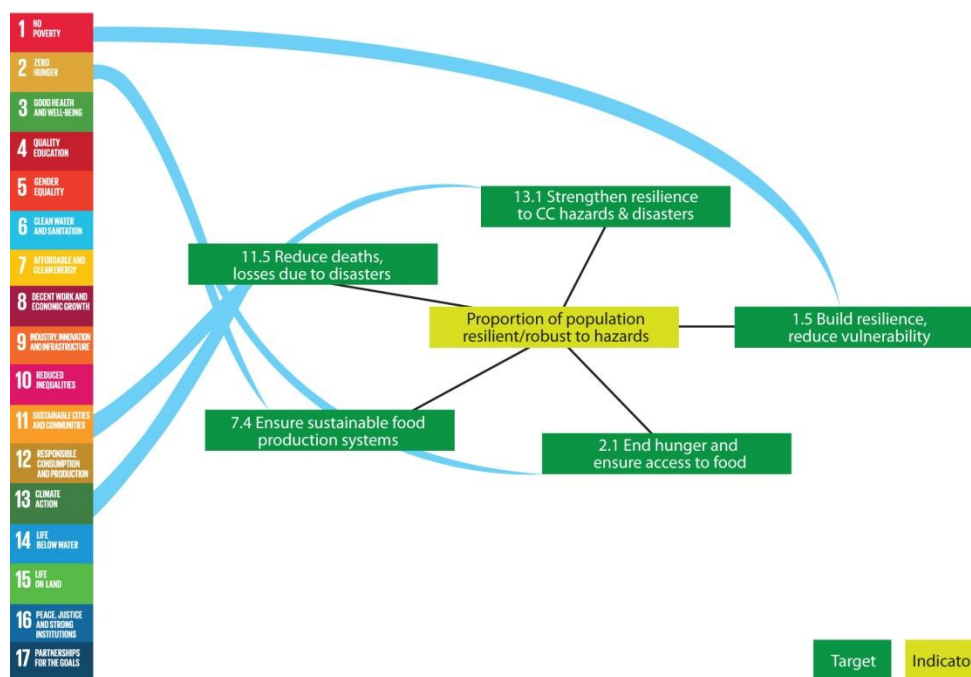 1 NO
POVERTY
2 ZERO
HUNGER
3 GOOD HEALTH
AND WELL-BEING
4 QUALITY
EDUCATION
5 GENDER
EQUALITY
6 CLEAN WATER
AND SANITATION
7 AFFORDABLE AND
CLEAN ENERGY
8 DECENT WORK AND
ECONOMIC GROWTH
9 INDUSTRY, INNOVATION
AND INFRASTRUCTURE
10 REDUCED
INEQUALITIES
11 SUSTAINABLE CITIES
AND COMMUNITIES
12 RESPONSIBLE
CONSUMPTION
AND PRODUCTION
13 CLIMATE
ACTION
14 LIFE
BELOW WATER
15 LIFE
ON LAND
16 PEACE, JUSTICE
AND STRONG
INSTITUTIONS
17 PARTNERSHIPS
FOR THE GOALS
13.1 Strengthen resilience
to CC hazards & disasters
11.5 Reduce deaths,
losses due to disasters
Proportion of population
resilient/robust to hazards
1.5 Build resilience,
reduce vulnerability
7.4 Ensure sustainable food
production systems
2.1 End hunger and
ensure access to food
Target
Indicato